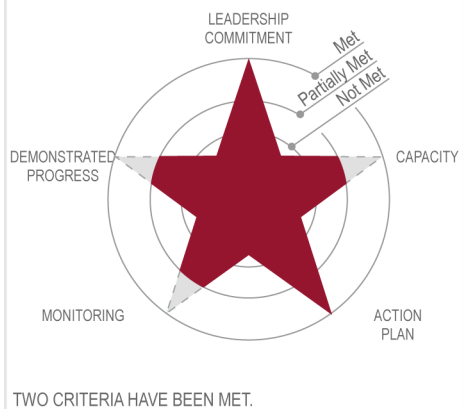 LEADERSHIP
COMMITMENT
Met
Partially Met
Not Met
DEMONSTRATED
PROGRESS
CAPACITY
MONITORING
ACTION
PLAN
TWO CRITERIA HAVE BEEN MET.